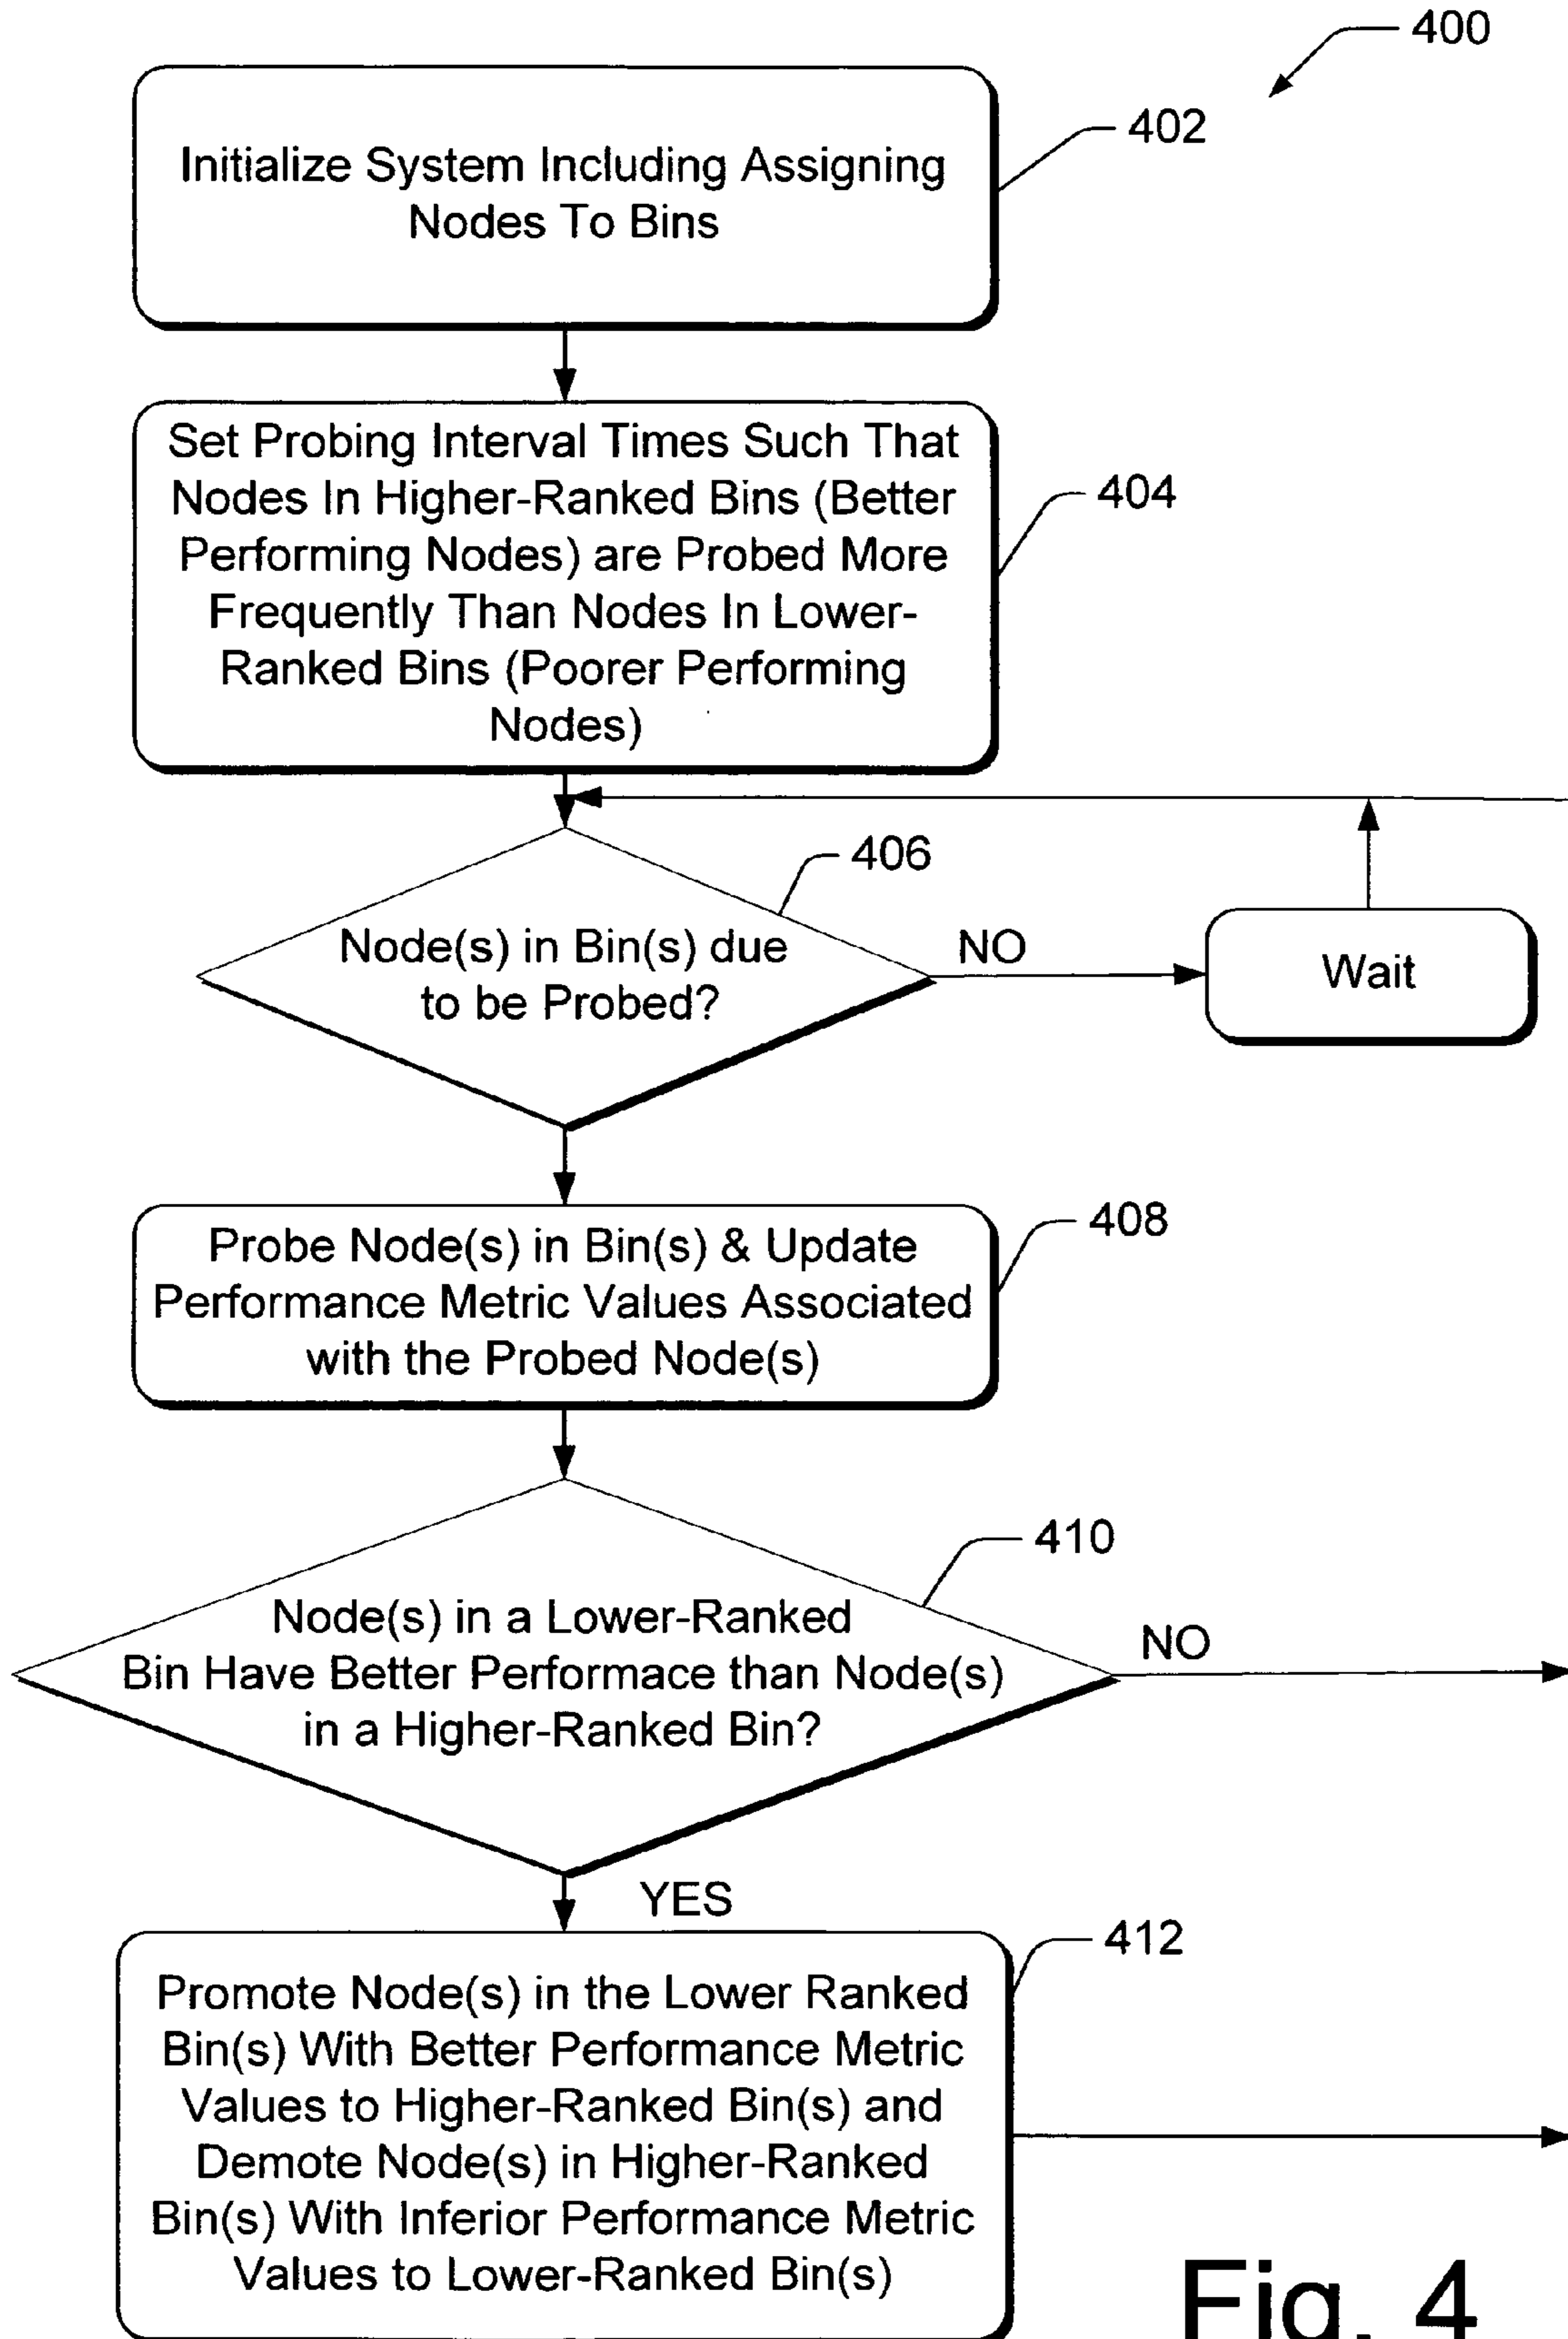 400
402
Initialize System Including Assigning
Nodes To Bins
Set Probing Interval Times Such That
Nodes In Higher-Ranked Bins (Better
Performing Nodes) are Probed More
Frequently Than Nodes In Lower-
Ranked Bins (Poorer Performing
Nodes)
404
406
Node(s) in Bin(s) due
to be Probed?
NO
Wait
408
Probe Node(s) in Bin(s) & Update
Performance Metric Values Associated
with the Probed Node(s)
410
Node(s) in a Lower-Ranked
Bin Have Better Performace than Node(s)
in a Higher-Ranked Bin?
NO
YES
412
Promote Node(s) in the Lower Ranked
Bin(s) With Better Performance Metric
Values to Higher-Ranked Bin(s) and
Demote Node(s) in Higher-Ranked
Bin(s) With Inferior Performance Metric
Values to Lower-Ranked Bin(s)
Fig. 4